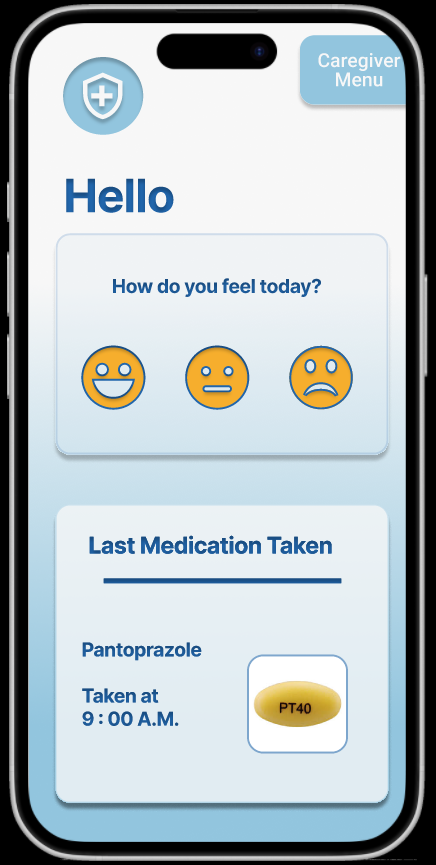 Caregiver
Menu
Hello
How do you feel today?
Last Medication Taken
Pantoprazole
Taken at
9 : 00 A.M.
PT40